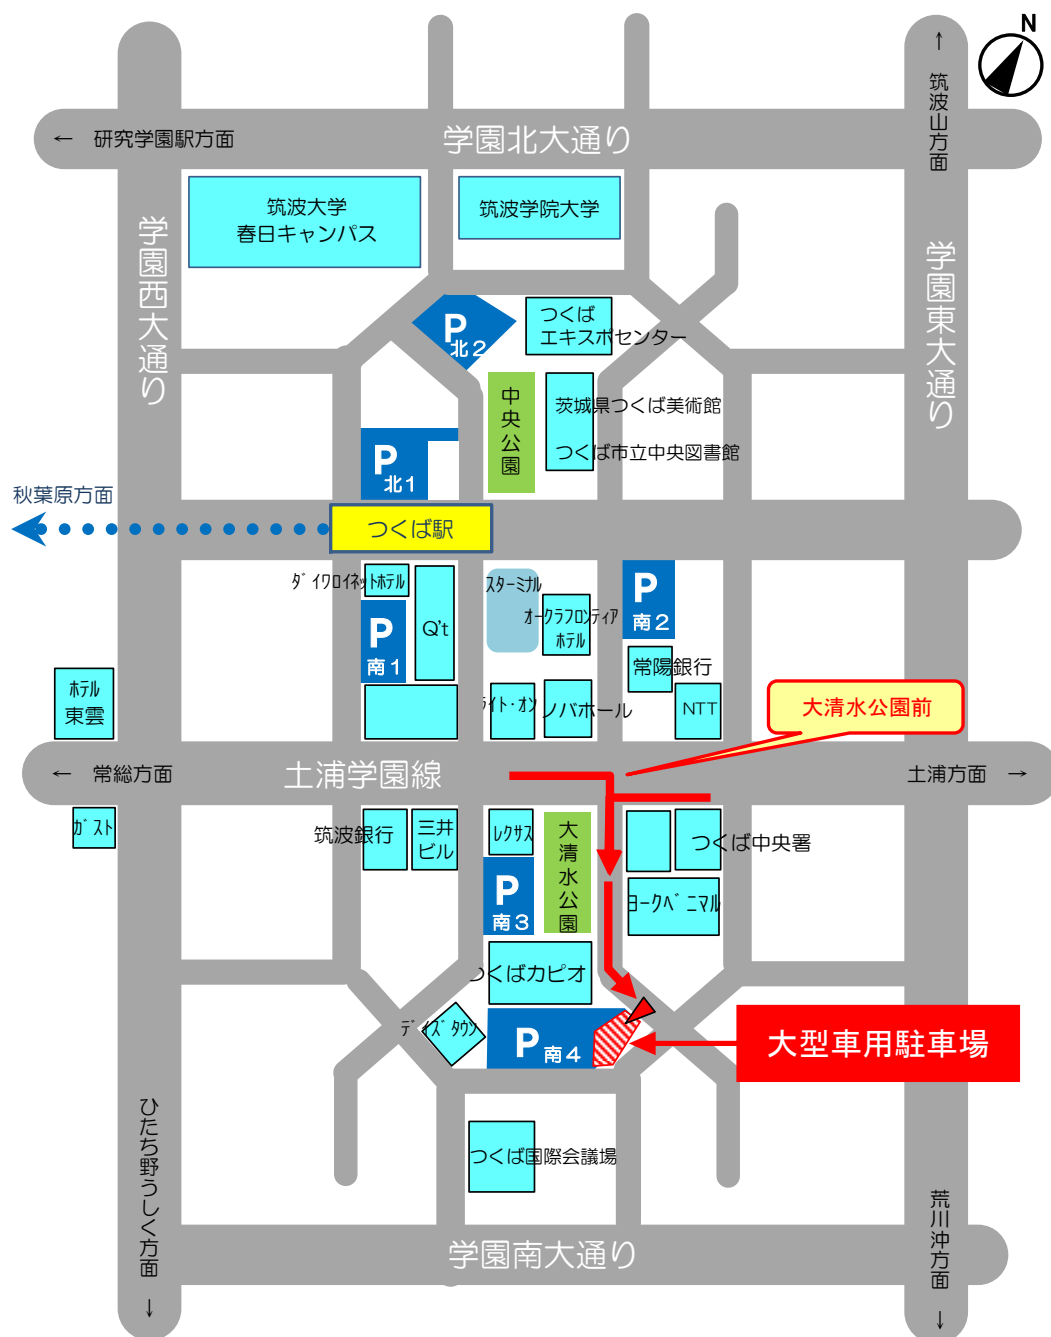 N
↑
筑波山方面
← 研究学園駅方面
学園北大通り
筑波大学
春日キャンパス
筑波学院大学
学園西大通り
学園東大通り
P
北2
つくば
エキスポセンター
中央公園
茨城県つくば美術館
つくば市立中央図書館
P
北1
秋葉原方面
つくば駅
ダイワロイネットホテル
Q't
スターミナル
オークラフロンティア
ホテル
P
南2
P
南1
常陽銀行
ホテル
東雲
ライト・オン
ノバホール
NTT
大清水公園前
← 常総方面
土浦学園線
土浦方面 →
ガスト
筑波銀行
三井
ビル
レクサス
大清水公園
つくば中央署
P
南3
ヨークベニマル
つくばカピオ
デイズタウン
P 南4
大型車用駐車場
つくば国際会議場
ひたち野うしく方面
↓
荒川沖方面
↓
学園南大通り